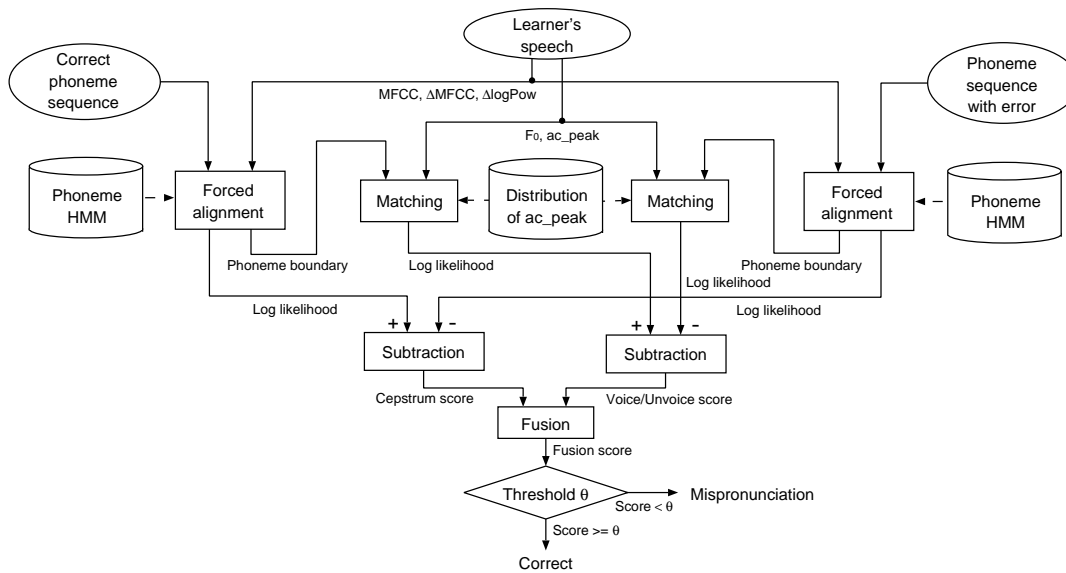 Learner's
speech
Correct
phoneme
sequence
Phoneme
sequence
with error
MFCC, ΔMFCC, ΔlogPow
F0, ac_peak
Phoneme
HMM
Forced
alignment
Matching
Distribution
of ac_peak
Matching
Forced
alignment
Phoneme
HMM
Phoneme boundary
Log likelihood
Phoneme boundary
Log likelihood
Log likelihood
Log likelihood
+
-
+
-
Subtraction
Subtraction
Cepstrum score
Voice/Unvoice score
Fusion
Fusion score
Threshold θ
Mispronunciation
Score < θ
Score >= θ
Correct